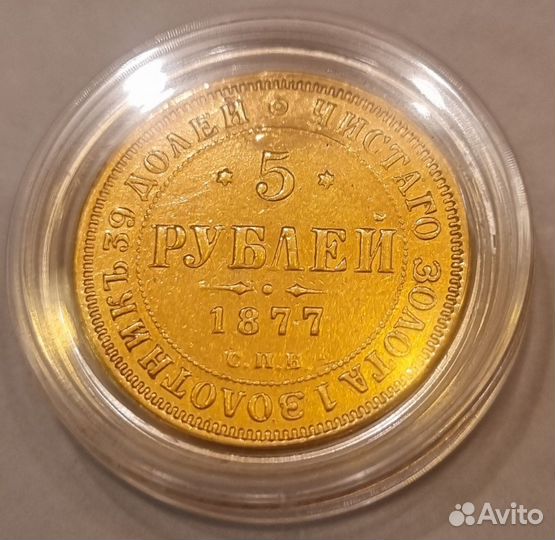 ЧИСТАГО ЗОЛОТА 1 ЗОЛОТНИКЪ 39 ДОЛЕЙ
5
РУБЛЕЙ
1877
С.П.Б
Avito